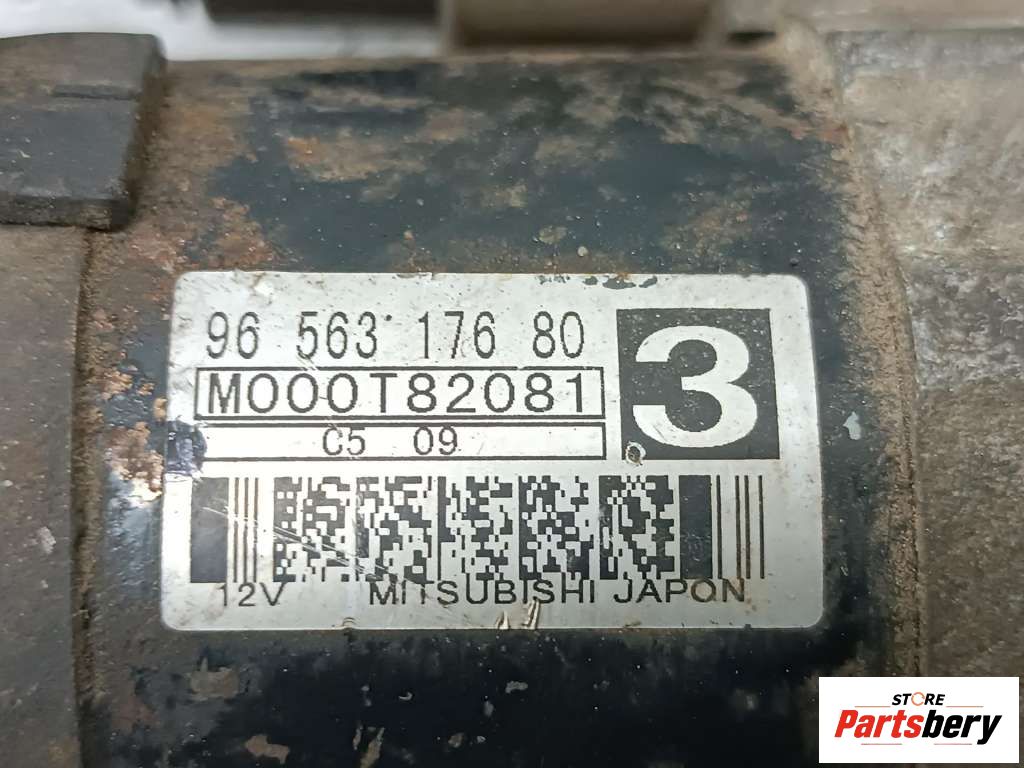 96 563 176 80
M000T82081
3
C5 09
12V MITSUBISHI JAPON
STORE
Partsbery